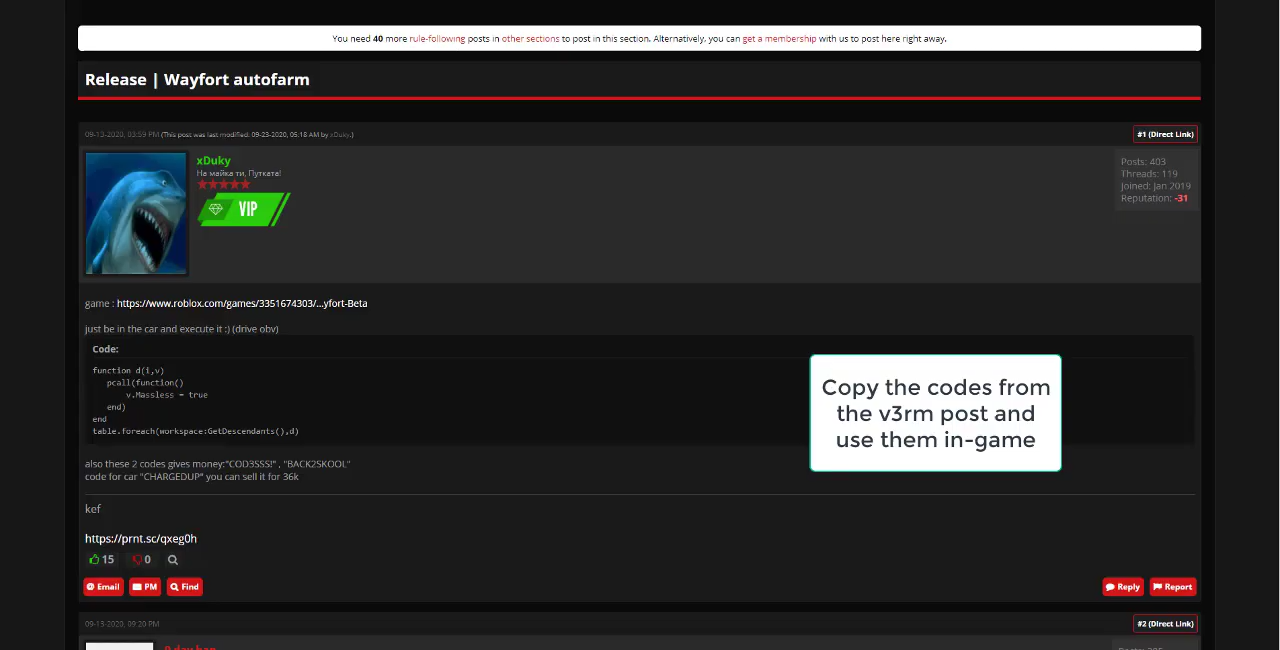 You need 40 more rule-following posts in other sections to post in this section. Alternatively, you can get a membership with us to post here right away.
Release | Wayfort autofarm
09-13-2020, 03:59 PM (This post was last modified: 09-23-2020, 05:18 AM by xDuky.)
#1 (Direct Link)
xDuky
На майка ти, Путката!
VIP
Posts: 403
Threads: 119
Joined: Jan 2019
Reputation: -31
game : https://www.roblox.com/games/3351674303/...yfort-Beta
just be in the car and execute it :) (drive obv)
Code:
function d(i,v)
pcall(function()
v.Massless = true
end)
end
table.foreach(workspace:GetDescendants(),d)
Copy the codes from
the v3rm post and
use them in-game
also these 2 codes gives money:"COD3SSS!" , "BACK2SKOOL"
code for car "CHARGEDUP" you can sell it for 36k
kef
https://prnt.sc/qxeg0h
15
0
Email
PM
Find
Reply
Report
09-13-2020, 09:20 PM
#2 (Direct Link)